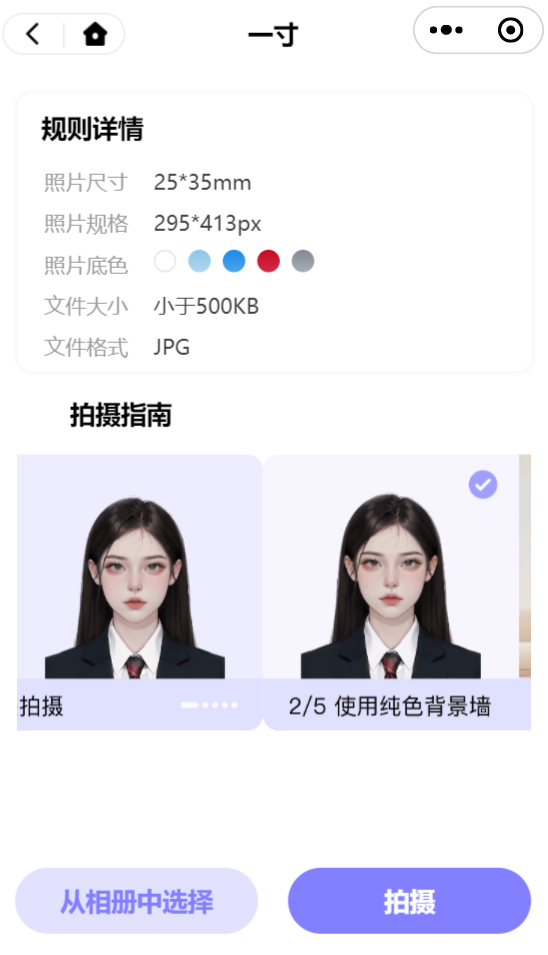 一寸
规则详情
照片尺寸 25*35mm
照片规格 295*413px
照片底色
文件大小 小于500KB
文件格式 JPG
拍摄指南
拍摄
2/5 使用纯色背景墙
从相册中选择
拍摄